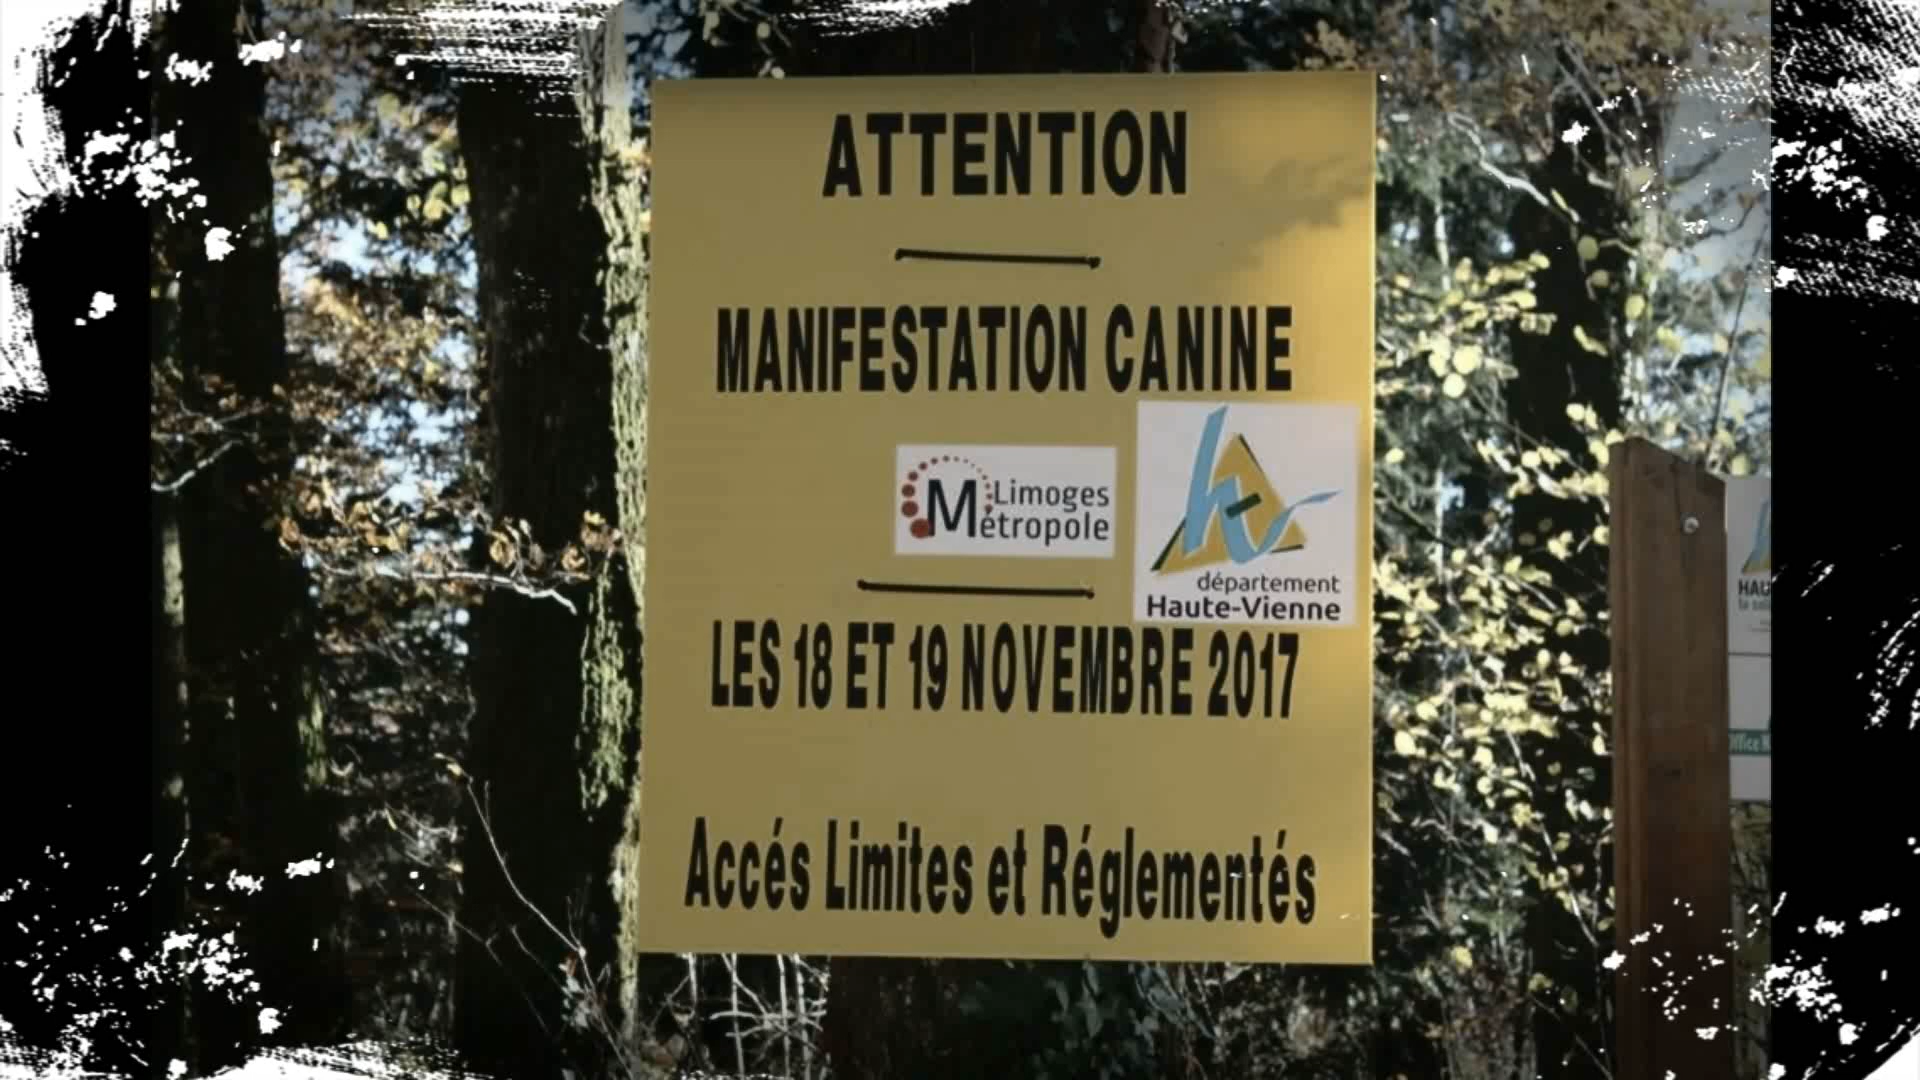 ATTENTION
MANIFESTATION CANINE
Limoges
Métropole
département
Haute-Vienne
LES 18 ET 19 NOVEMBRE 2017
Accés Limites et Réglementés